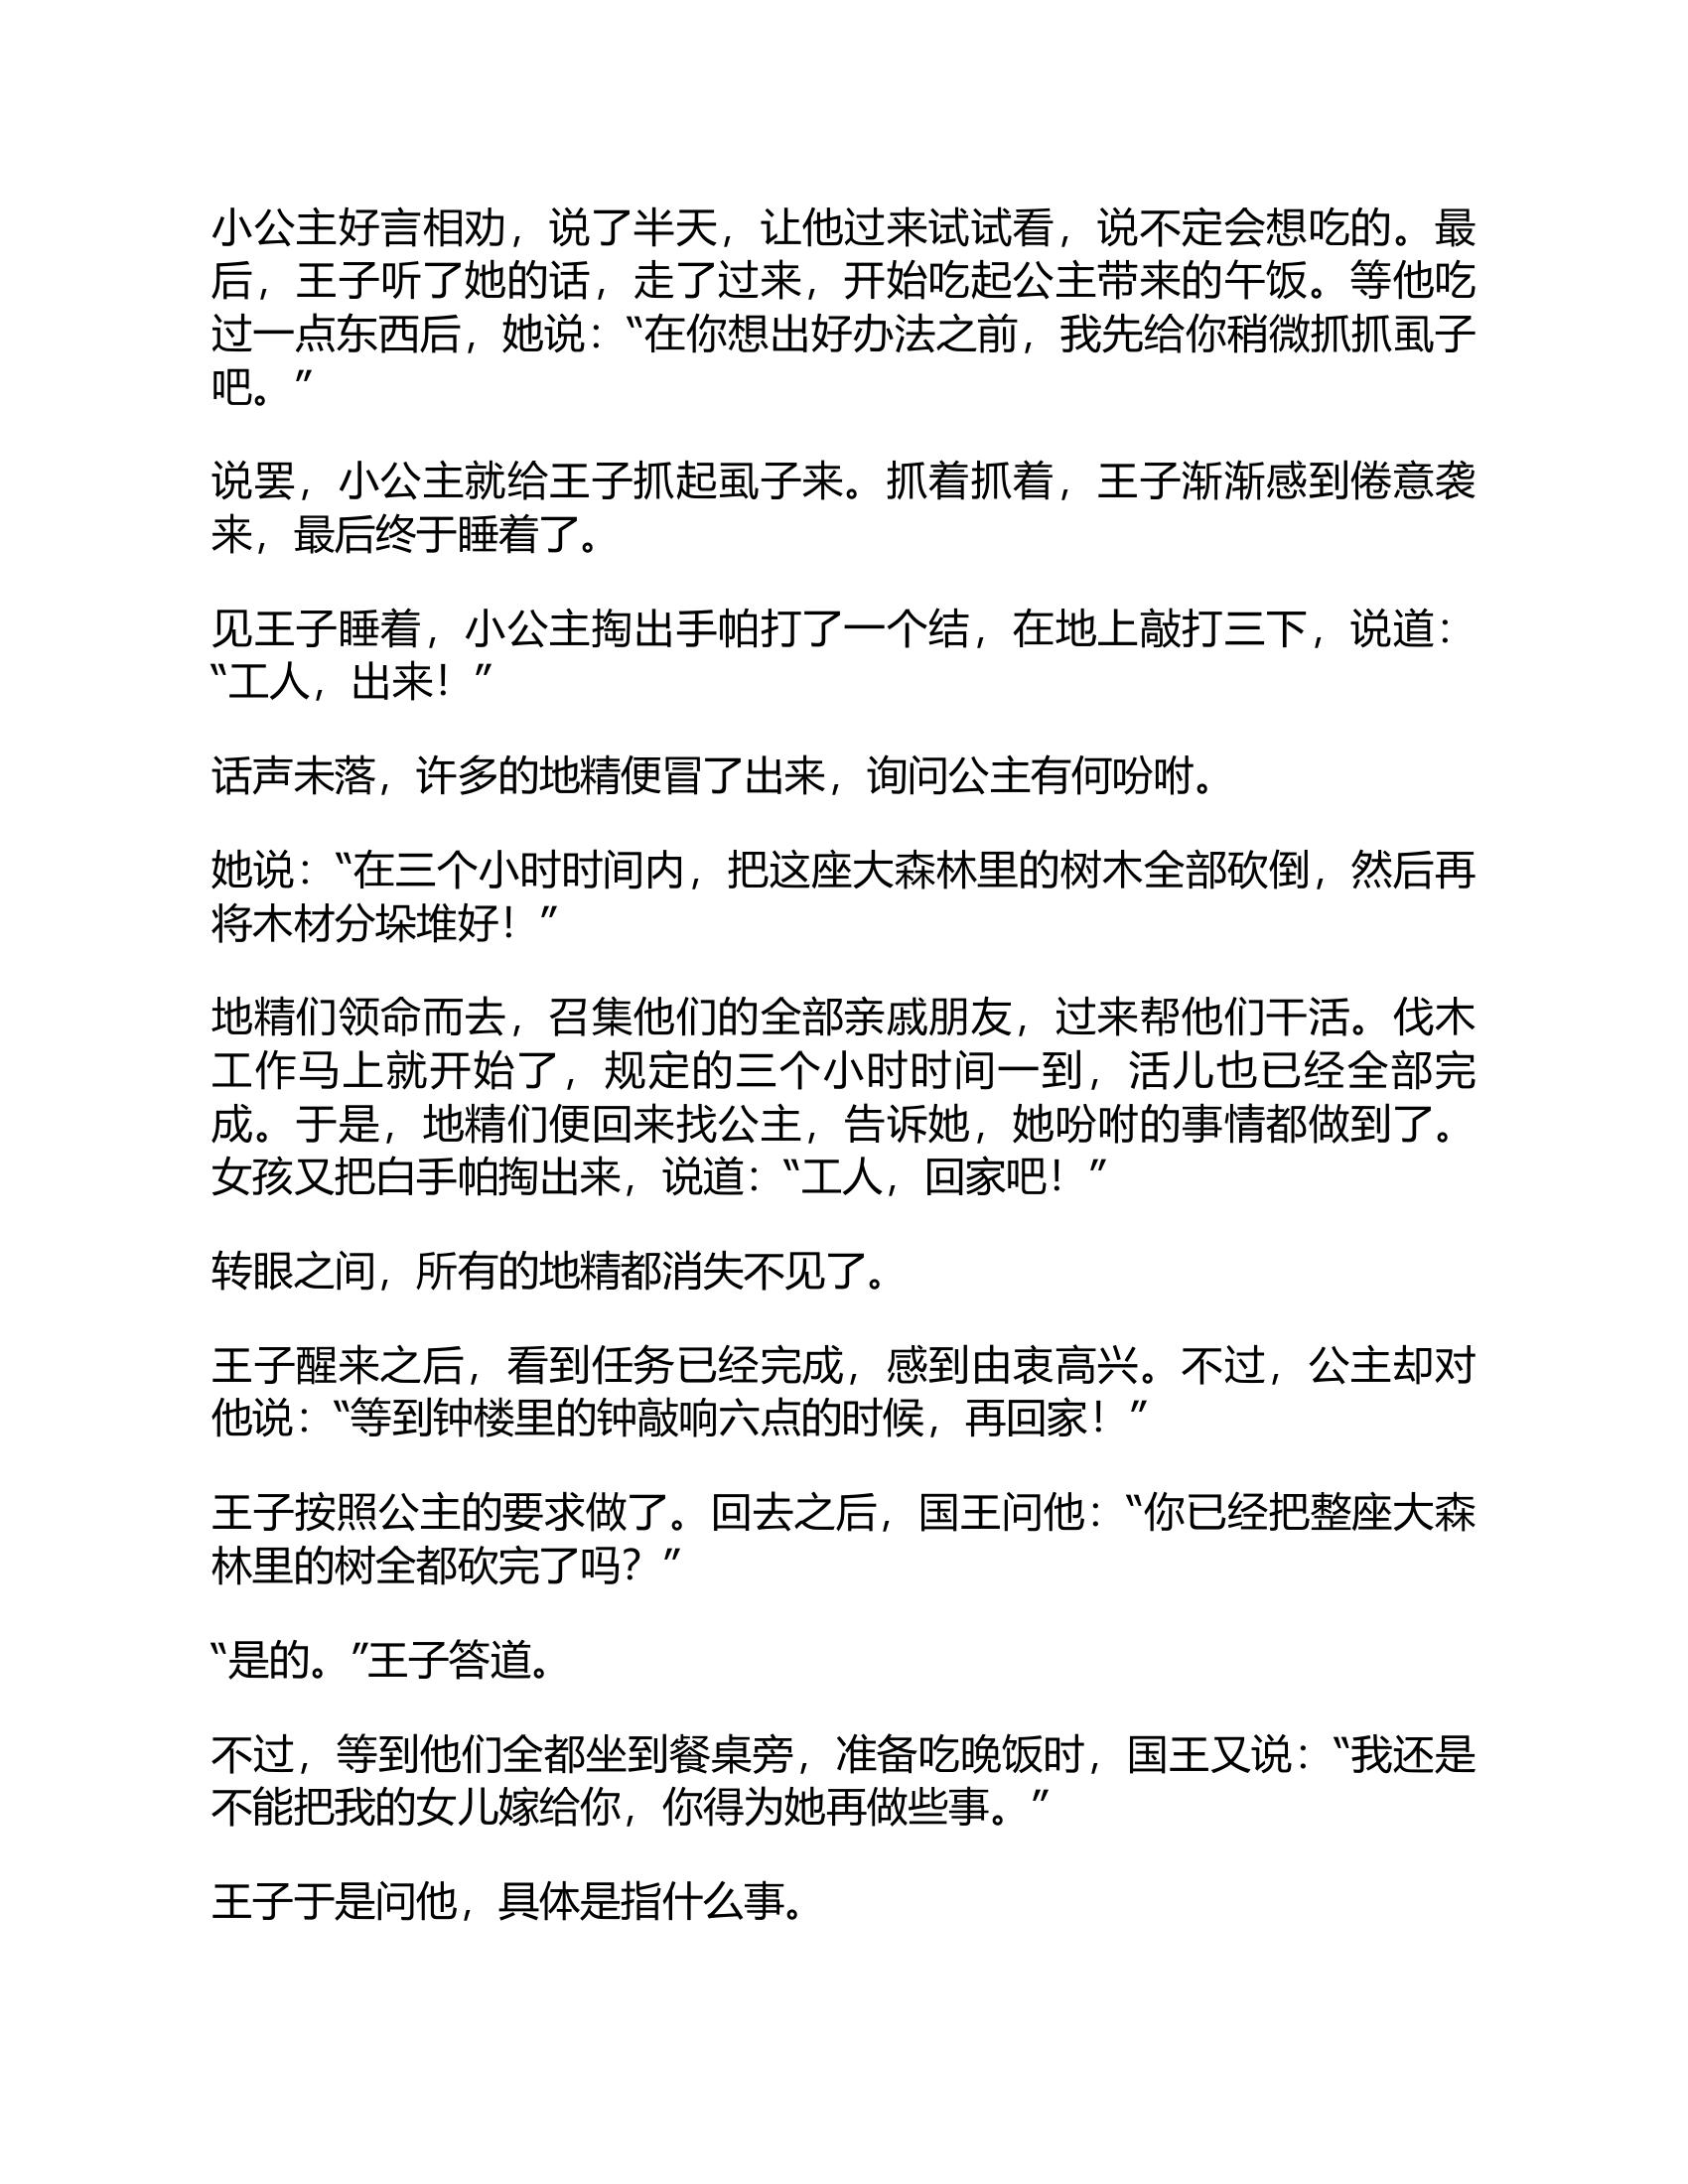 小公主好言相劝，说了半天，让他过来试试看，说不定会想吃的。最
后，王子听了她的话，走了过来，开始吃起公主带来的午饭。等他吃
过一点东西后，她说：“在你想出好办法之前，我先给你稍微抓抓虱子
吧。”
说罢，小公主就给王子抓起虱子来。抓着抓着，王子渐渐感到倦意袭
来，最后终于睡着了。
见王子睡着，小公主掏出手帕打了一个结，在地上敲打三下，说道：
“工人，出来！”
话声未落，许多的地精便冒了出来，询问公主有何吩咐。
她说：“在三个小时时间内，把这座大森林里的树木全部砍倒，然后再
将木材分垛堆好！”
地精们领命而去，召集他们的全部亲戚朋友，过来帮他们干活。伐木
工作马上就开始了，规定的三个小时时间一到，活儿也已经全部完
成。于是，地精们便回来找公主，告诉她，她吩咐的事情都做到了。
女孩又把白手帕掏出来，说道：“工人，回家吧！”
转眼之间，所有的地精都消失不见了。
王子醒来之后，看到任务已经完成，感到由衷高兴。不过，公主却对
他说：“等到钟楼里的钟敲响六点的时候，再回家！”
王子按照公主的要求做了。回去之后，国王问他：“你已经把整座大森
林里的树全都砍完了吗？”
“是的。”王子答道。
不过，等到他们全都坐到餐桌旁，准备吃晚饭时，国王又说：“我还是
不能把我的女儿嫁给你，你得为她再做些事。”
王子于是问他，具体是指什么事。